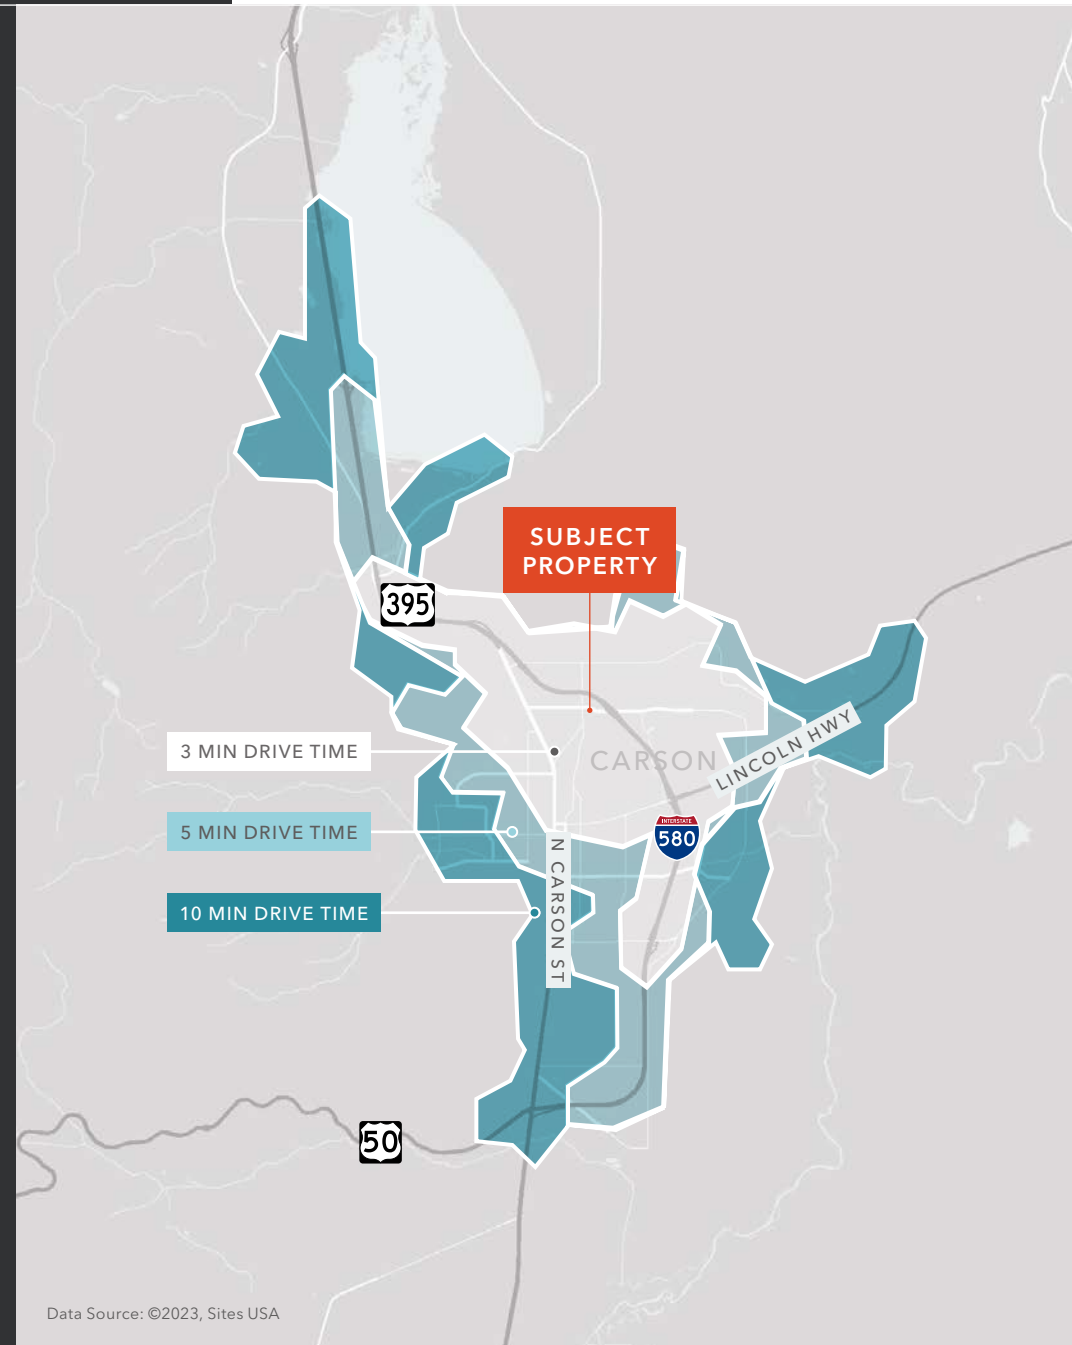 SUBJECT
PROPERTY
395
3 MIN DRIVE TIME
CARSON
LINCOLN HWY
5 MIN DRIVE TIME
INTERSTATE
580
N CARSON ST
10 MIN DRIVE TIME
50
Data Source: ©2023, Sites USA